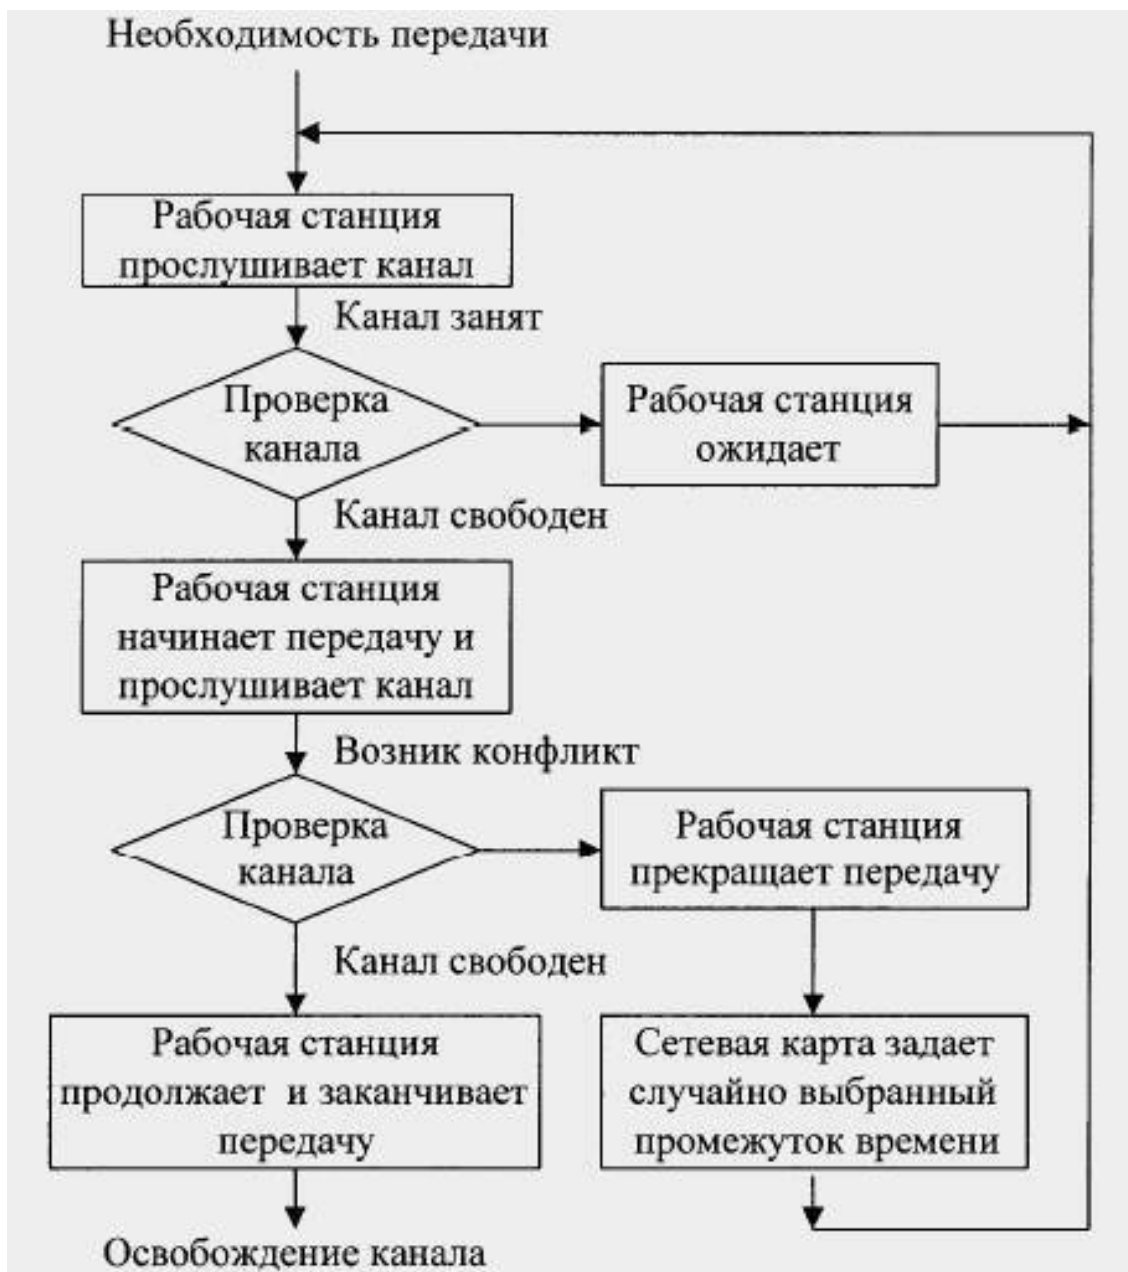 Необходимость передачи
Рабочая станция
прослушивает канал
Канал занят
Проверка
канала
Рабочая станция
ожидает
Канал свободен
Рабочая станция
начинает передачу и
прослушивает канал
Возник конфликт
Проверка
канала
Рабочая станция
прекращает передачу
Канал свободен
Рабочая станция
продолжает и заканчивает
передачу
Сетевая карта задает
случайно выбранный
промежуток времени
Освобождение канала